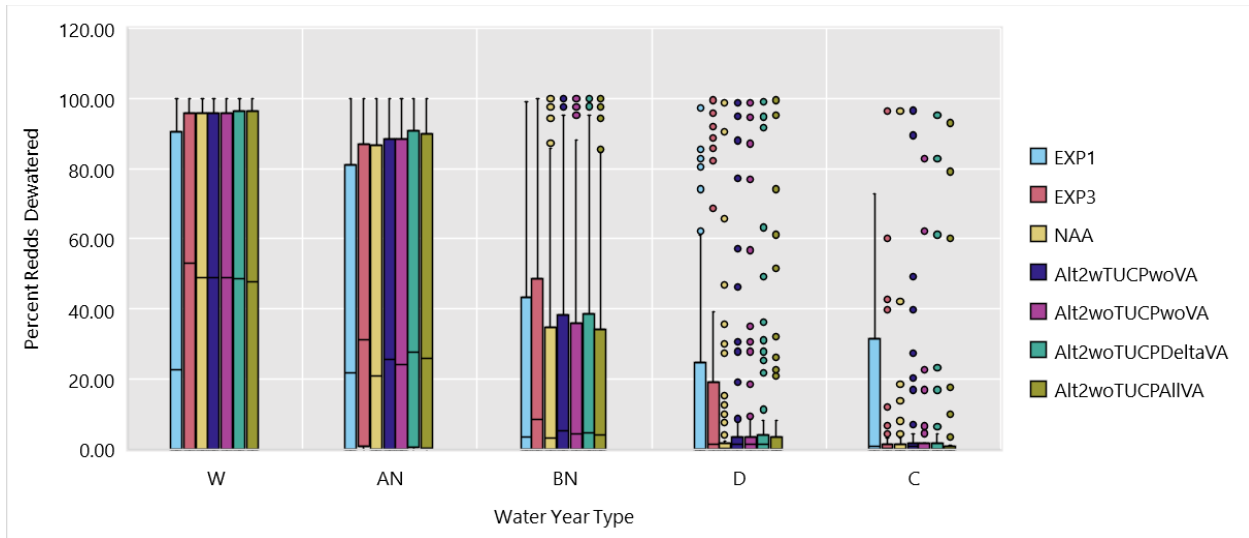 120.00
100.00
80.00
60.00
40.00
20.00
0.00
Percent Redds Dewatered
W
AN
BN
D
C
Water Year Type
EXP1
EXP3
NAA
Alt2wTUCPwoVA
Alt2woTUCPwoVA
Alt2woTUCPDeltaVA
Alt2woTUCPAllVA